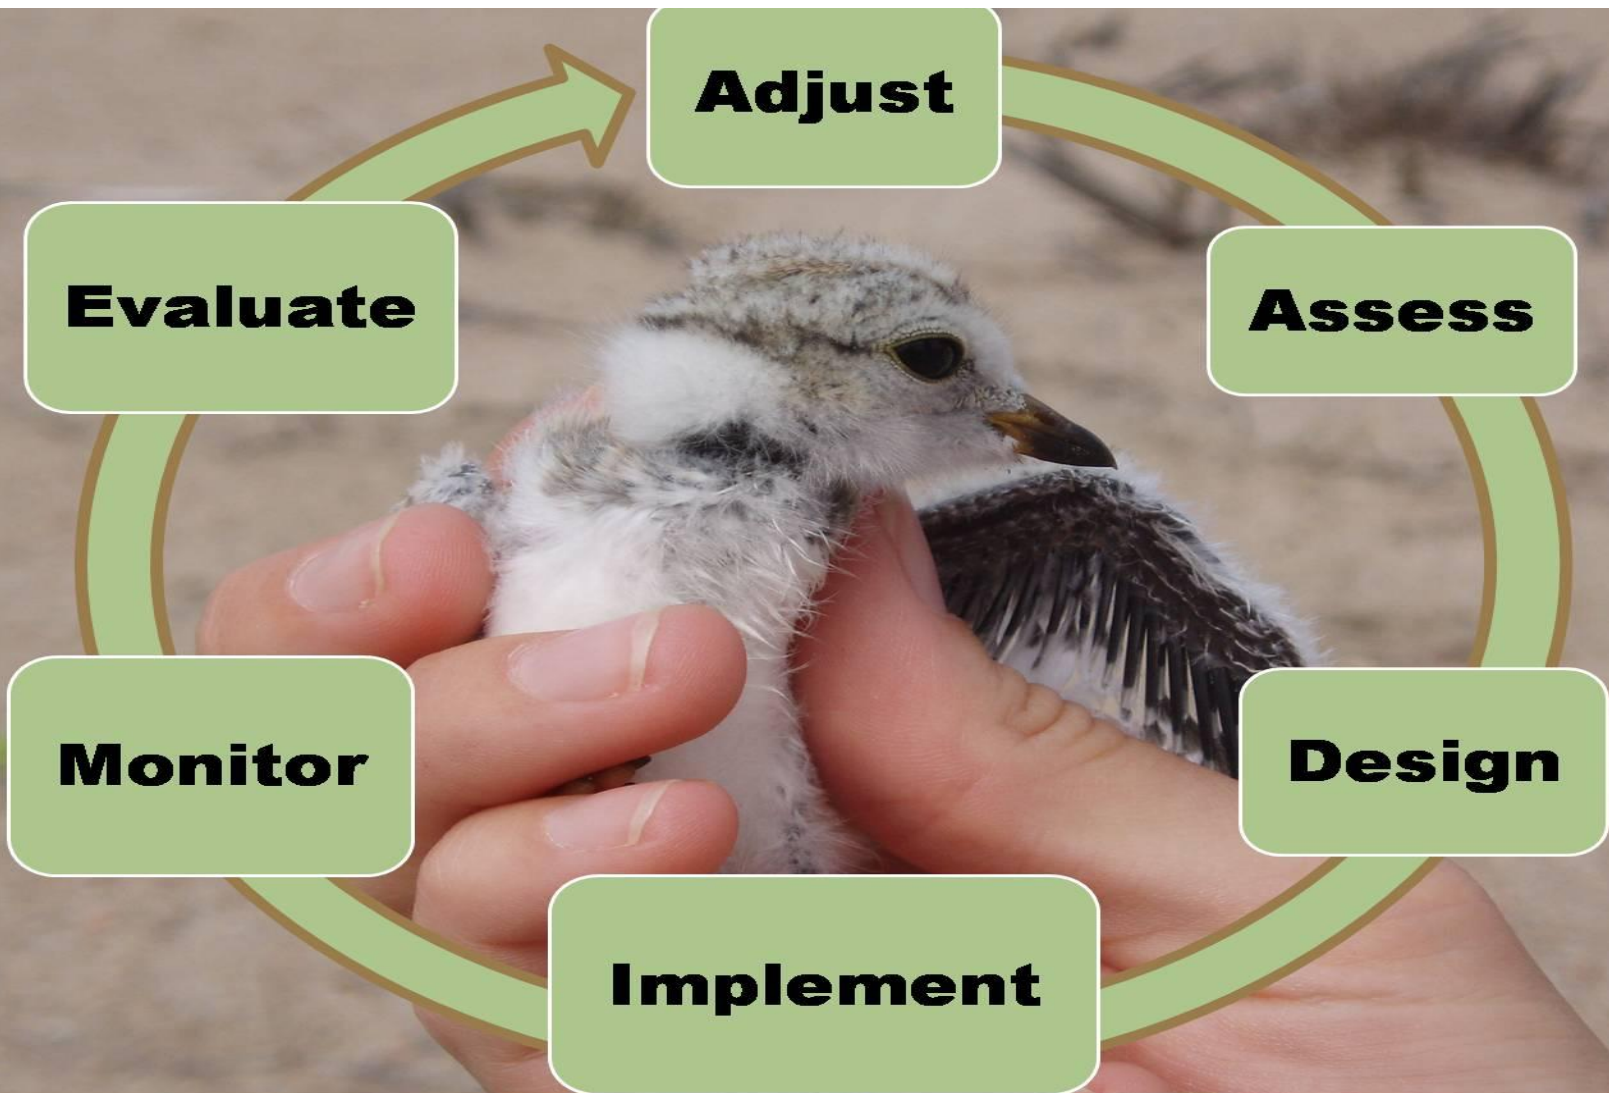 Adjust
Assess
Design
Implement
Monitor
Evaluate